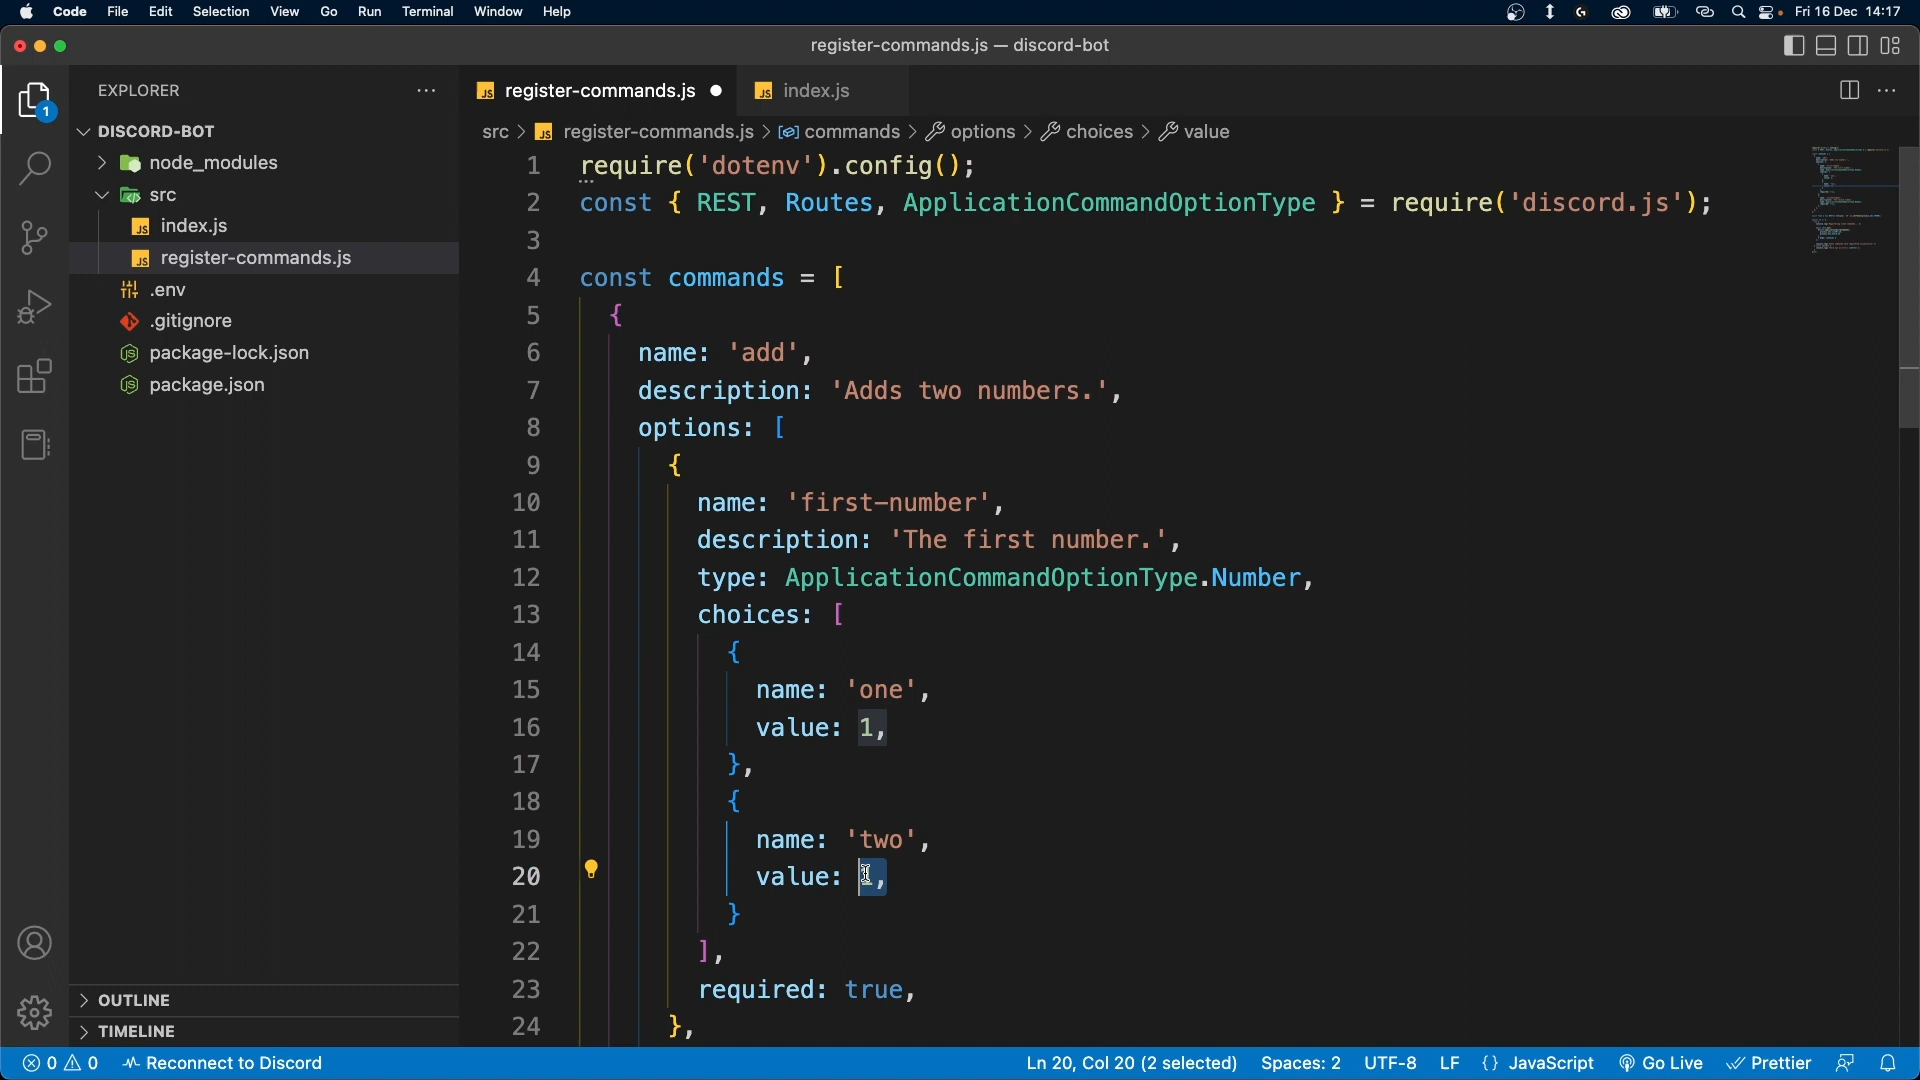 Code File Edit Selection View Go Run Terminal Window Help
Fri 16 Dec 14:17
register-commands.js — discord-bot
EXPLORER
register-commands.js
index.js
DISCORD-BOT
src > register-commands.js > commands > options > choices > value
node_modules
src
index.js
register-commands.js
.env
.gitignore
package-lock.json
package.json
1 require('dotenv').config();
2 const { REST, Routes, ApplicationCommandOptionType } = require('discord.js');
3
4 const commands = [
5 {
6 name: 'add',
7 description: 'Adds two numbers.',
8 options: [
9 {
10 name: 'first-number',
11 description: 'The first number.',
12 type: ApplicationCommandOptionType.Number,
13 choices: [
14 {
15 name: 'one',
16 value: 1,
17 },
18 {
19 name: 'two',
20 value: 1,
21 }
22 ],
23 required: true,
24 },
1
OUTLINE
TIMELINE
0 0 Reconnect to Discord
Ln 20, Col 20 (2 selected) Spaces: 2 UTF-8 LF {} JavaScript Go Live Prettier